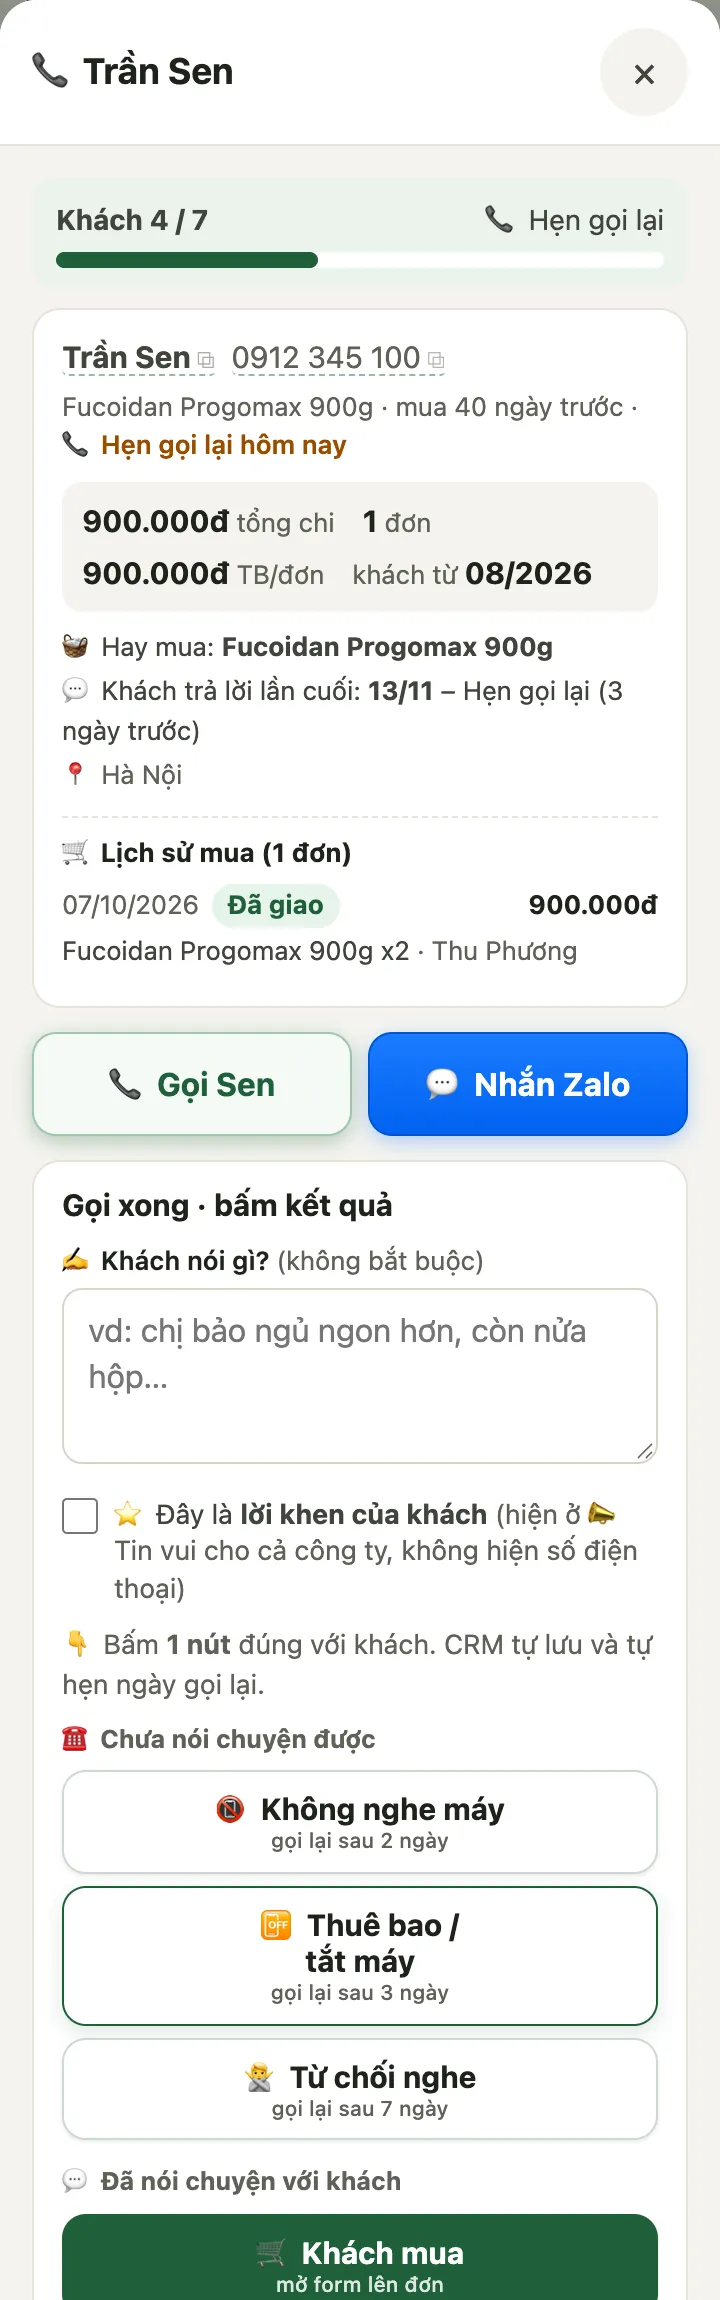 Trần Sen
×
Khách 4 / 7
Hẹn gọi lại
Trần Sen 0912 345 100
Fucoidan Progomax 900g · mua 40 ngày trước ·
Hẹn gọi lại hôm nay
900.000đ tổng chi 1 đơn
900.000đ TB/đơn khách từ 08/2026
Hay mua: Fucoidan Progomax 900g
Khách trả lời lần cuối: 13/11 – Hẹn gọi lại (3
ngày trước)
Hà Nội
Lịch sử mua (1 đơn)
07/10/2026 Đã giao 900.000đ
Fucoidan Progomax 900g x2 · Thu Phương
Gọi Sen
Nhắn Zalo
Gọi xong · bấm kết quả
Khách nói gì? (không bắt buộc)
vd: chị bảo ngủ ngon hơn, còn nửa
hộp...
Đây là lời khen của khách (hiện ở
Tin vui cho cả công ty, không hiện số điện
thoại)
Bấm 1 nút đúng với khách. CRM tự lưu và tự
hẹn ngày gọi lại.
Chưa nói chuyện được
Không nghe máy
gọi lại sau 2 ngày
OFF Thuê bao /
tắt máy
gọi lại sau 3 ngày
Từ chối nghe
gọi lại sau 7 ngày
Đã nói chuyện với khách
Khách mua
mở form lên đơn